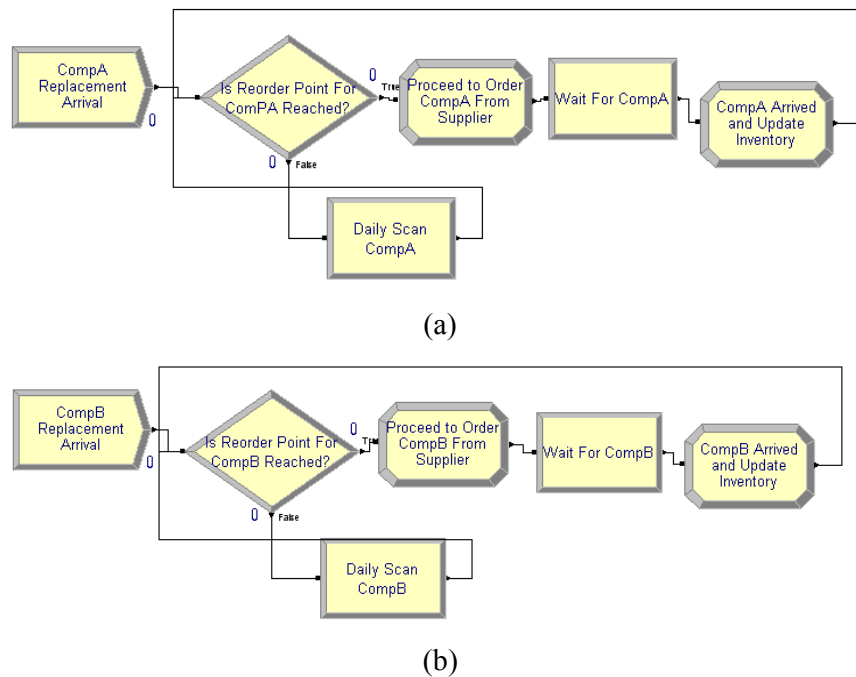 CompA
Replacement
Arrival
0
Is Reorder Point For
ComPA Reached?
0
True
0
False
Proceed to Order
CompA From
Supplier
Wait For CompA
CompA Arrived
and Update
Inventory
Daily Scan
CompA
(a)
CompB
Replacement
Arrival
0
Is Reorder Point For
CompB Reached?
0
0
False
Proceed to Order
CompB From
Supplier
Wait For CompB
CompB Arrived
and Update
Inventory
Daily Scan
CompB
(b)